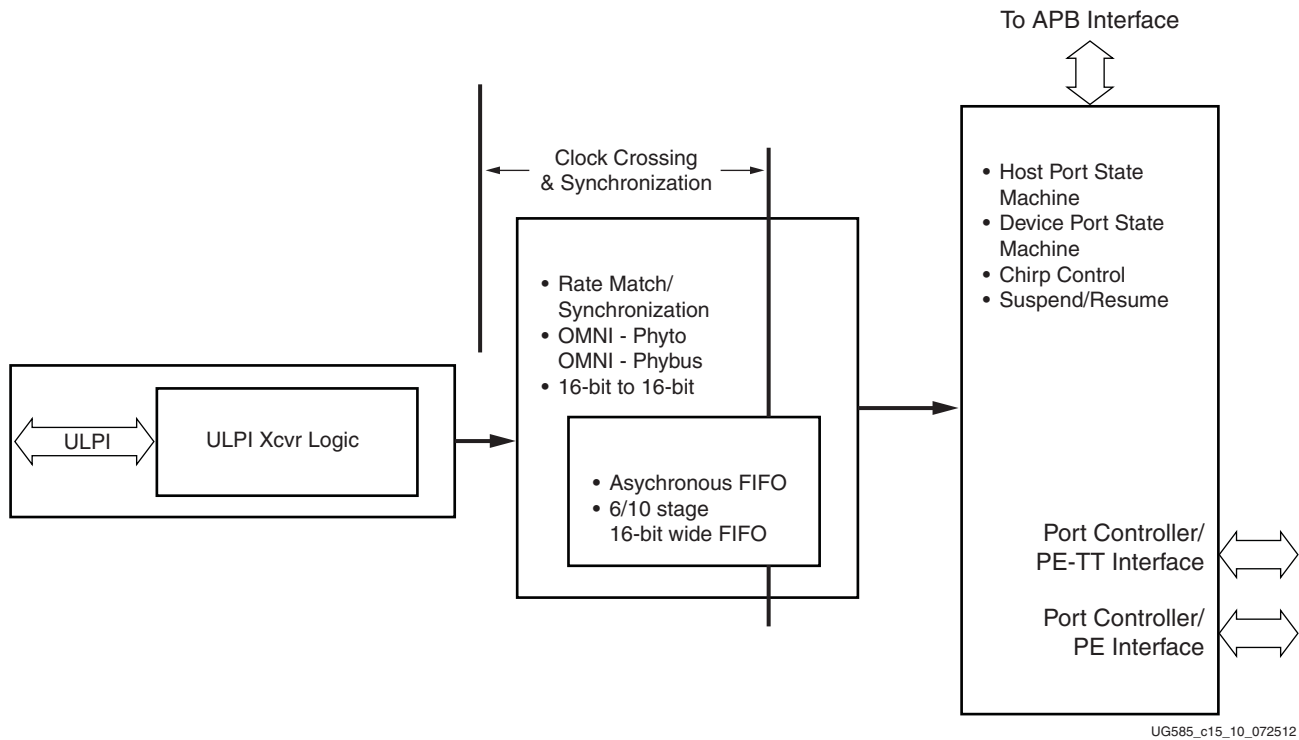 To APB Interface
Clock Crossing
& Synchronization
• Host Port State
Machine
• Device Port State
Machine
• Chirp Control
• Suspend/Resume
• Rate Match/
Synchronization
• OMNI - Phyto
OMNI - Phybus
• 16-bit to 16-bit
ULPI
ULPI Xcvr Logic
• Asychronous FIFO
• 6/10 stage
16-bit wide FIFO
Port Controller/
PE-TT Interface
Port Controller/
PE Interface
UG585_c15_10_072512